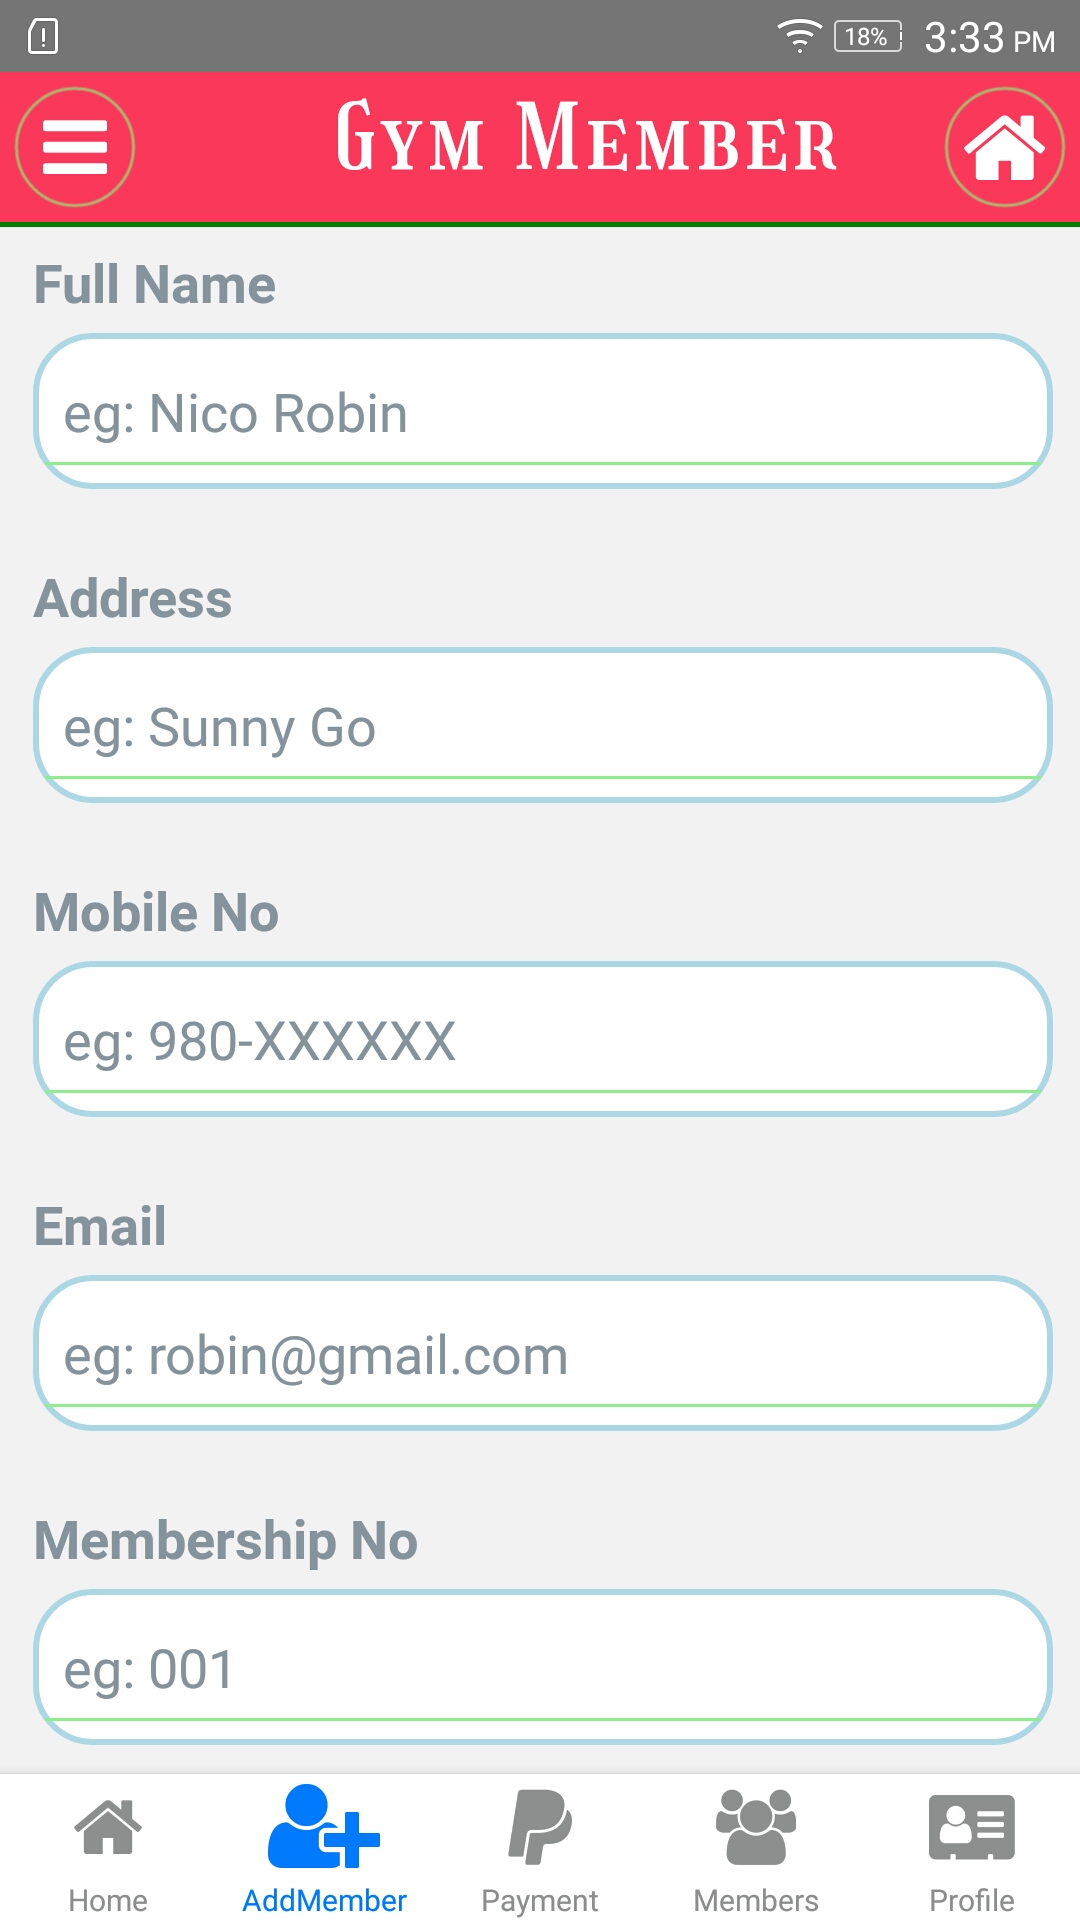 18% 3:33 PM
Gym Member
Full Name
eg: Nico Robin
Address
eg: Sunny Go
Mobile No
eg: 980-XXXXXX
Email
eg: robin@gmail.com
Membership No
eg: 001
Home AddMember Payment Members Profile